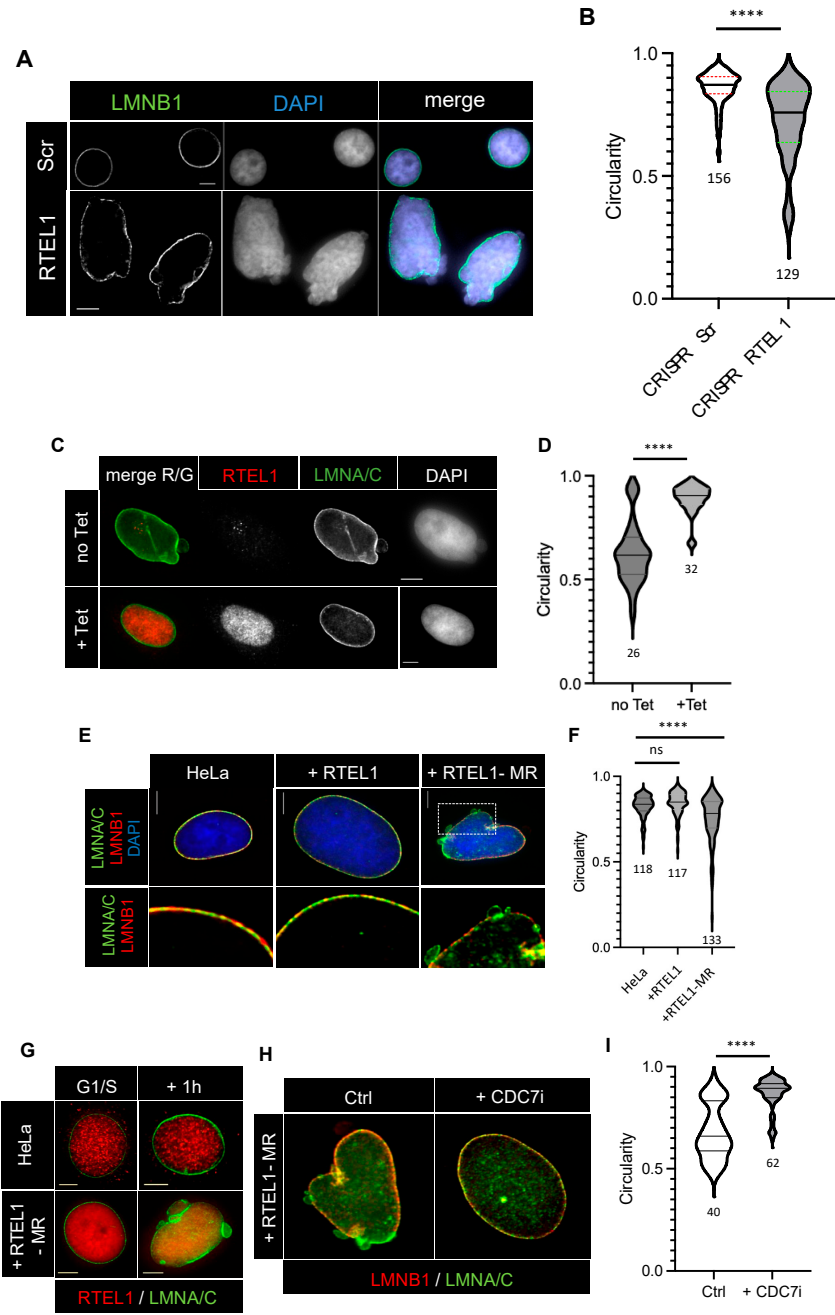 A
LMNB1 DAPI merge
Scr
RTEL1
B
****
Circularity
1.0
0.5
0.0
156
129
CRISPR Scr
CRISPR RTEL1
C
merge R/G RTEL1 LMNA/C DAPI
no Tet
+ Tet
D
****
Circularity
1.0
0.5
0.0
26
32
no Tet +Tet
E
HeLa + RTEL1 + RTEL1- MR
LMNA/C
LMNB1
DAPI
LMNA/C
LMNB1
F
****
ns
Circularity
1.0
0.5
0.0
118
117
133
HeLa
+RTEL1
+RTEL1-MR
G
G1/S + 1h
HeLa
+ RTEL1
- MR
RTEL1 / LMNA/C
H
Ctrl + CDC7i
+ RTEL1- MR
LMNB1 / LMNA/C
I
****
Circularity
1.0
0.5
0.0
40
62
Ctrl + CDC7i